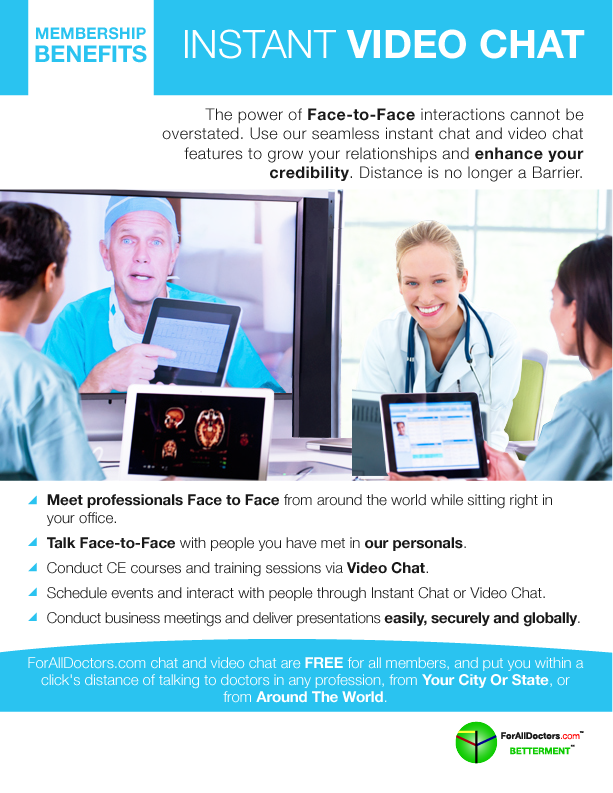 MEMBERSHIP
BENEFITS
INSTANT VIDEO CHAT
The power of Face-to-Face interactions cannot be
overstated. Use our seamless instant chat and video chat
features to grow your relationships and enhance your
credibility. Distance is no longer a Barrier.
Meet professionals Face to Face from around the world while sitting right in
your office.
Talk Face-to-Face with people you have met in our personals.
Conduct CE courses and training sessions via Video Chat.
Schedule events and interact with people through Instant Chat or Video Chat.
Conduct business meetings and deliver presentations easily, securely and globally.
ForAllDoctors.com chat and video chat are FREE for all members, and put you within a
click's distance of talking to doctors in any profession, from Your City Or State, or
from Around The World.
ForAllDoctors.com™
BETTERMENT™